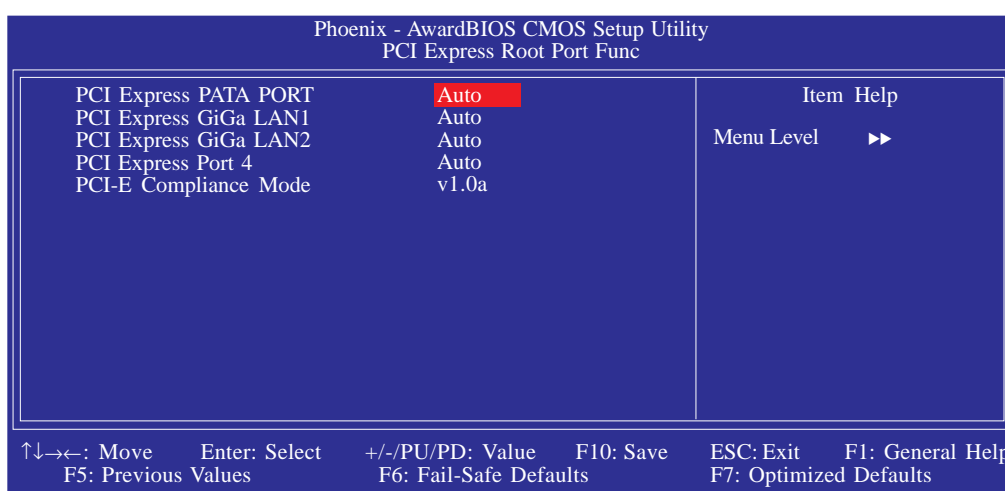 Phoenix - AwardBIOS CMOS Setup Utility
PCI Express Root Port Func
PCI Express PATA PORT Auto
PCI Express GiGa LAN1 Auto
PCI Express GiGa LAN2 Auto
PCI Express Port 4 Auto
PCI-E Compliance Mode v1.0a
Item Help
Menu Level ▶▶
↑↓→←: Move Enter: Select +/-/PU/PD: Value F10: Save ESC: Exit F1: General Help
F5: Previous Values F6: Fail-Safe Defaults F7: Optimized Defaults